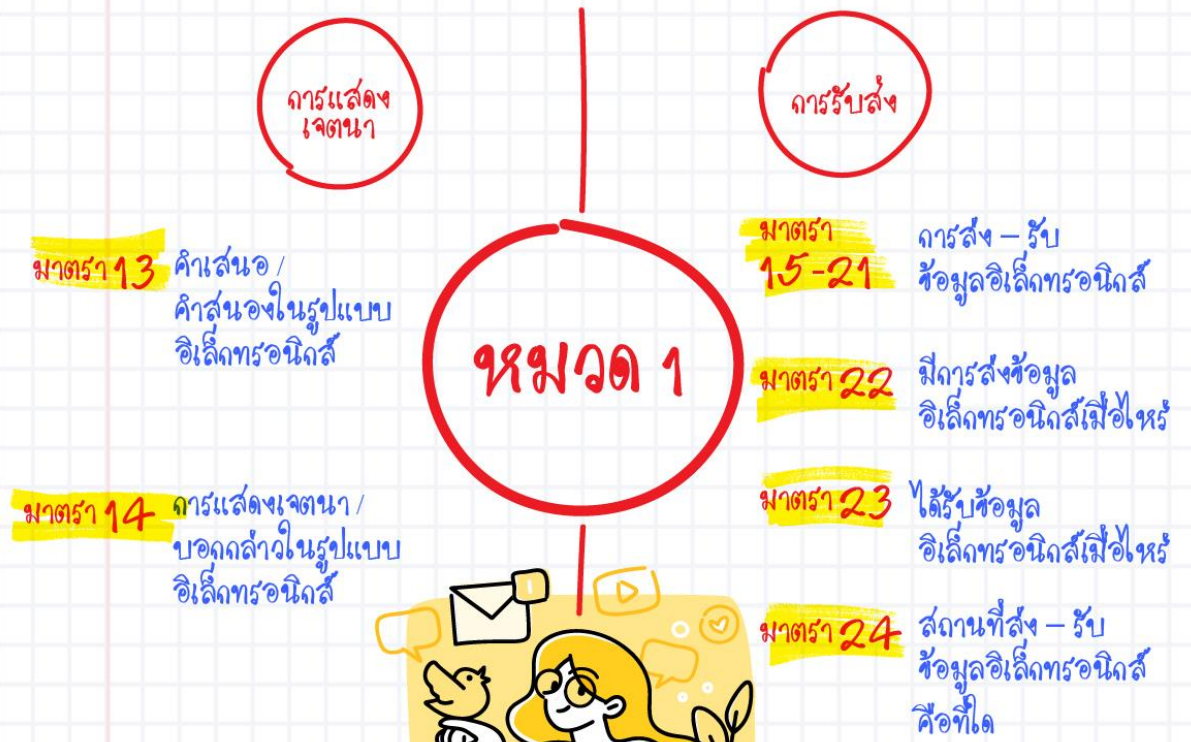 การแสดง
เจตนา
การรับส่ง
หมวด 1
มาตรา 13
คำเสนอ /
คำสนองในรูปแบบ
อิเล็กทรอนิกส์
มาตรา 14
การแสดงเจตนา /
บอกกล่าวในรูปแบบ
อิเล็กทรอนิกส์
มาตรา
15-21
การส่ง – รับ
ข้อมูลอิเล็กทรอนิกส์
มาตรา 22
มีการส่งข้อมูล
อิเล็กทรอนิกส์เมื่อไหร่
มาตรา 23
ได้รับข้อมูล
อิเล็กทรอนิกส์เมื่อไหร่
มาตรา 24
สถานที่ส่ง – รับ
ข้อมูลอิเล็กทรอนิกส์
คือที่ใด